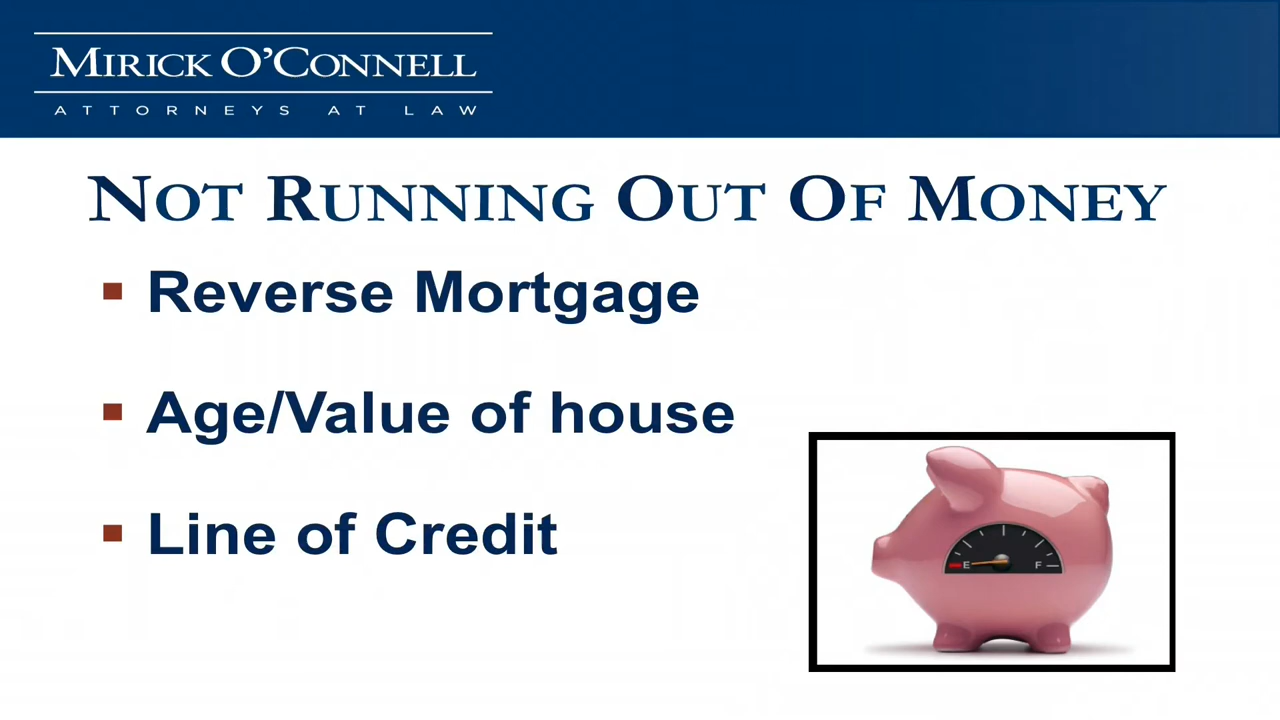 MIRICK O'CONNELL
ATTORNEYS AT LAW
NOT RUNNING OUT OF MONEY
Reverse Mortgage
Age/Value of house
Line of Credit
E F